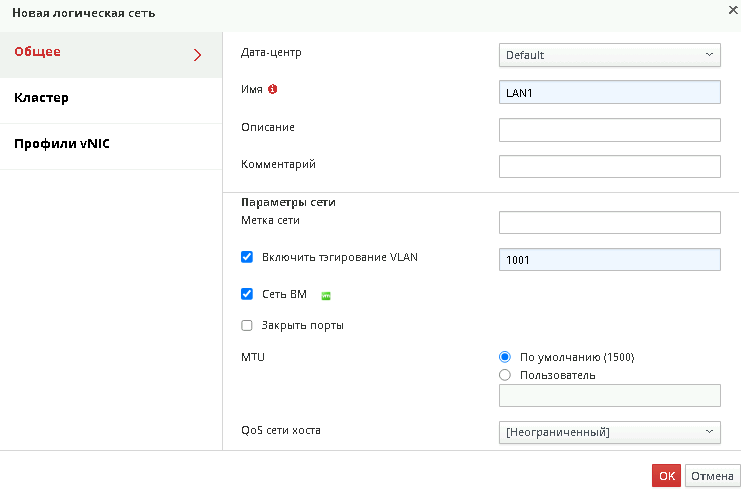 Новая логическая сеть
Общее
Кластер
Профили vNIC
Дата-центр
Default
Имя
LAN1
Описание
Комментарий
Параметры сети
Метка сети
Включить тэгирование VLAN
1001
Сеть ВМ
Закрыть порты
MTU
По умолчанию (1500)
Пользователь
QoS сети хоста
[Неограниченный]
OK
Отмена